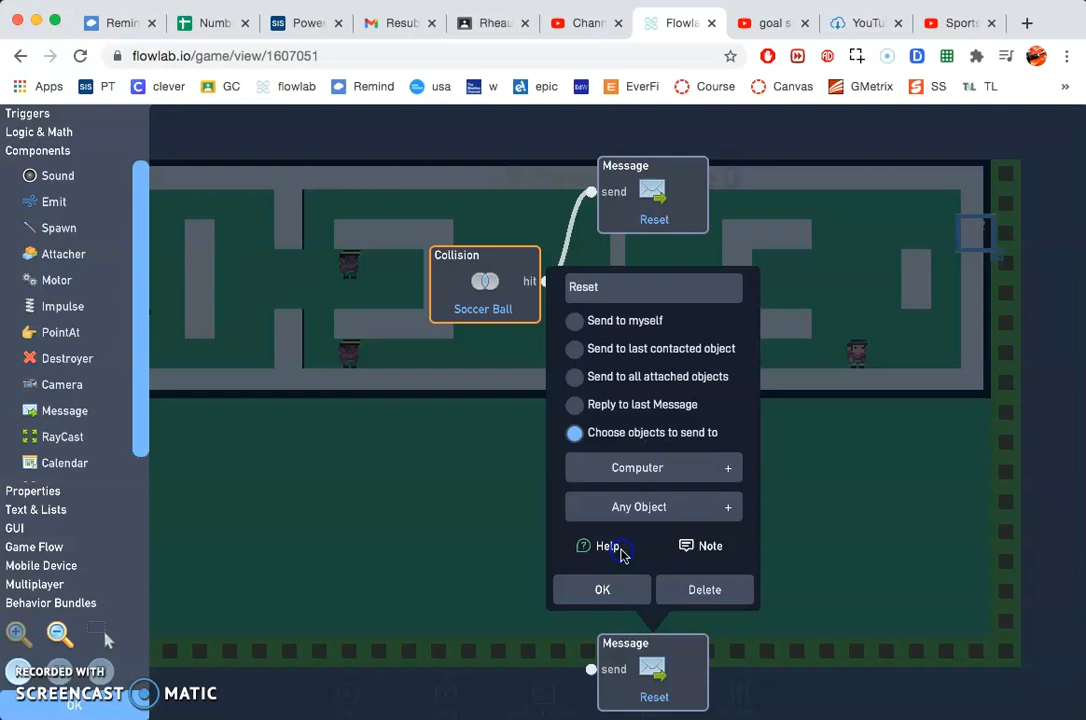 Remin
Numb
SIS Power
Resub
Rheau
Chann
Flowla
goal s
YouTu
Sports
flowlab.io/game/view/1607051
Apps PT clever GC flowlab Remind usa w epic EverFi Course Canvas GMetrix SS TL »
Triggers
Logic & Math
Components
Sound
Emit
Spawn
Attacher
Motor
Impulse
PointAt
Destroyer
Camera
Message
RayCast
Calendar
Properties
Text & Lists
GUI
Game Flow
Mobile Device
Multiplayer
Behavior Bundles
RECORDED WITH
SCREENCAST MATIC
OK
Message
send
Reset
Collision
hit
Soccer Ball
Reset
Send to myself
Send to last contacted object
Send to all attached objects
Reply to last Message
Choose objects to send to
Computer +
Any Object +
Help
Note
OK
Delete
Message
send
Reset